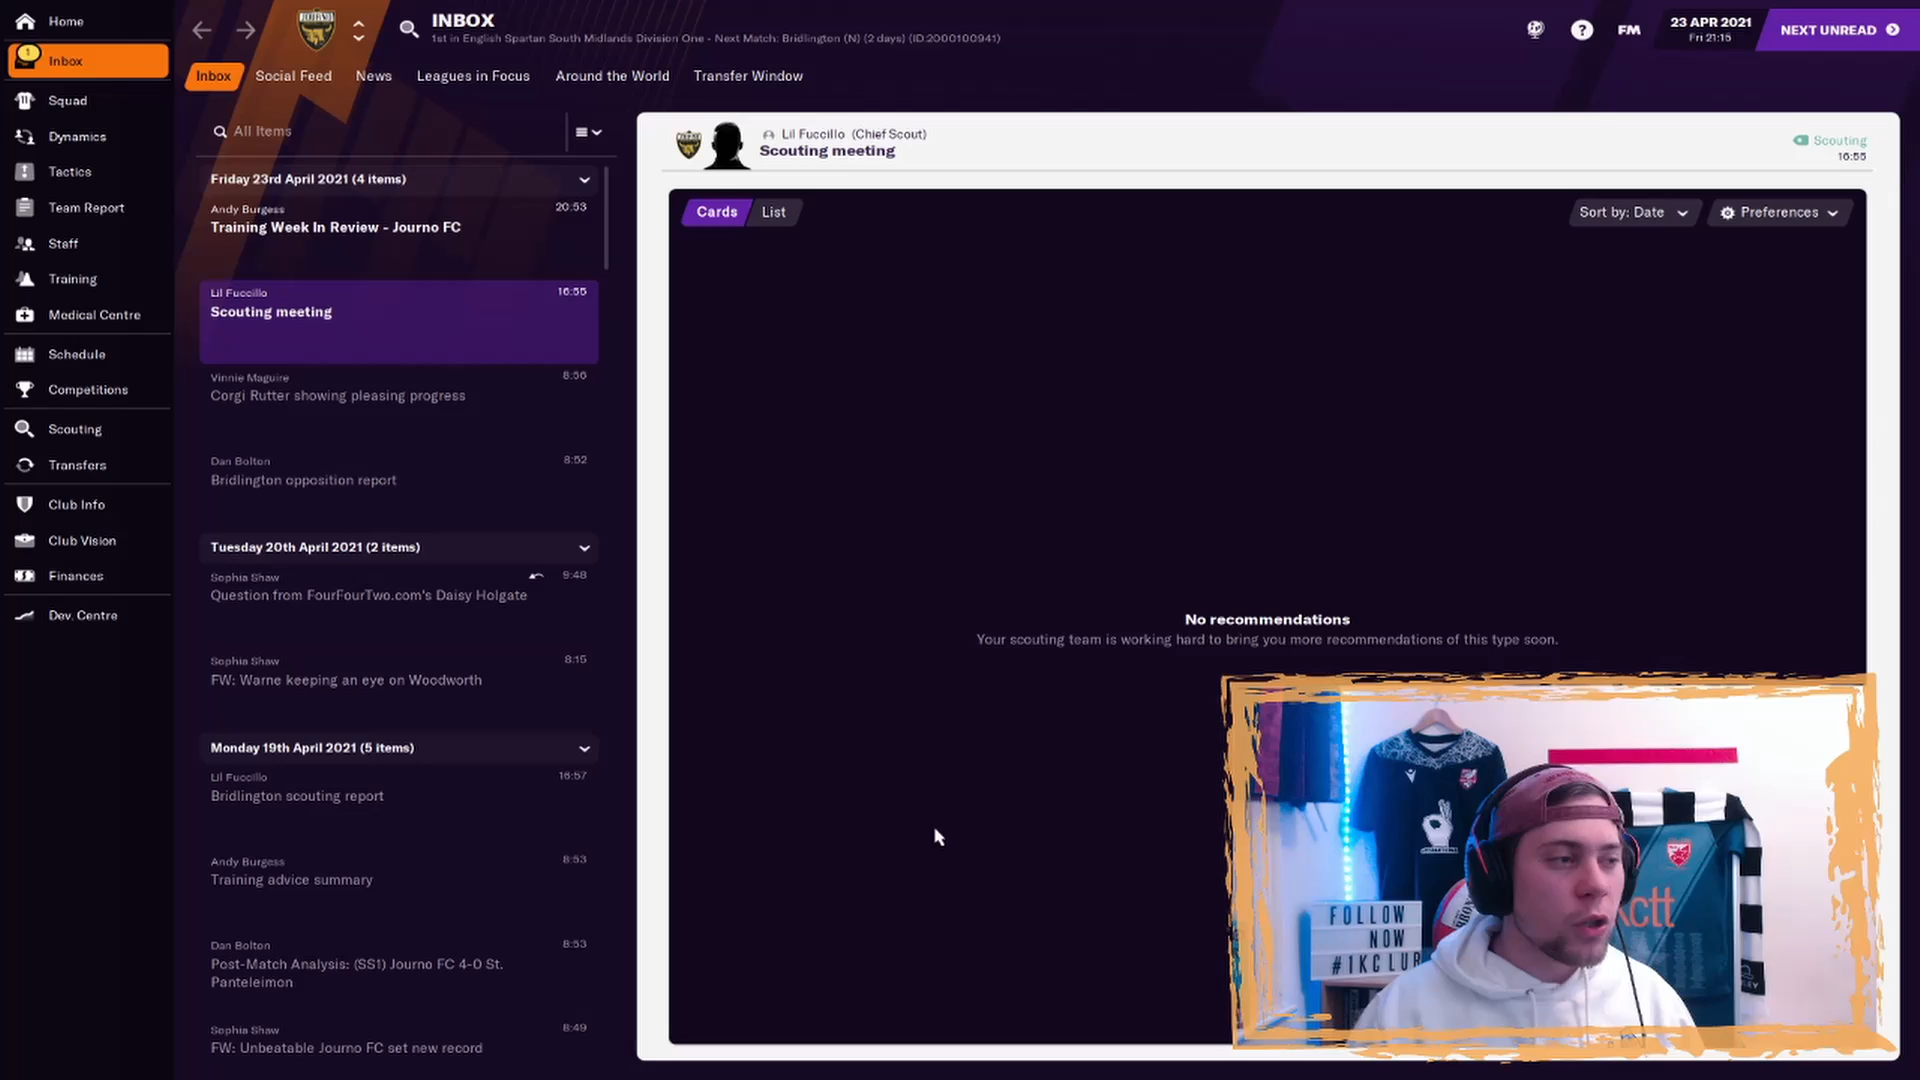 Home
Inbox
Squad
Dynamics
Tactics
Team Report
Staff
Training
Medical Centre
Schedule
Competitions
Scouting
Transfers
Club Info
Club Vision
Finances
Dev. Centre
INBOX
1st in English Spartan South Midlands Division One - Next Match: Bridlington (N) (2 days) (ID:2000100941)
FM
23 APR 2021
Fri 21:15
NEXT UNREAD
Inbox Social Feed News Leagues in Focus Around the World Transfer Window
All Items
Friday 23rd April 2021 (4 items)
Andy Burgess 20:53
Training Week In Review - Journo FC
Lil Fuccillo 16:55
Scouting meeting
Vinnie Maguire 8:56
Corgi Rutter showing pleasing progress
Dan Bolton 8:52
Bridlington opposition report
Tuesday 20th April 2021 (2 items)
Sophia Shaw 9:48
Question from FourFourTwo.com's Daisy Holgate
Sophia Shaw 8:15
FW: Warne keeping an eye on Woodworth
Monday 19th April 2021 (5 items)
Lil Fuccillo 16:57
Bridlington scouting report
Andy Burgess 8:53
Training advice summary
Dan Bolton 8:53
Post-Match Analysis: (SS1) Journo FC 4-0 St.
Panteleimon
Sophia Shaw 8:49
FW: Unbeatable Journo FC set new record
Lil Fuccillo (Chief Scout)
Scouting meeting
Scouting
16:55
Cards List
Sort by: Date
Preferences
No recommendations
Your scouting team is working hard to bring you more recommendations of this type soon.
FOLLOW
NOW
#1KCLUB